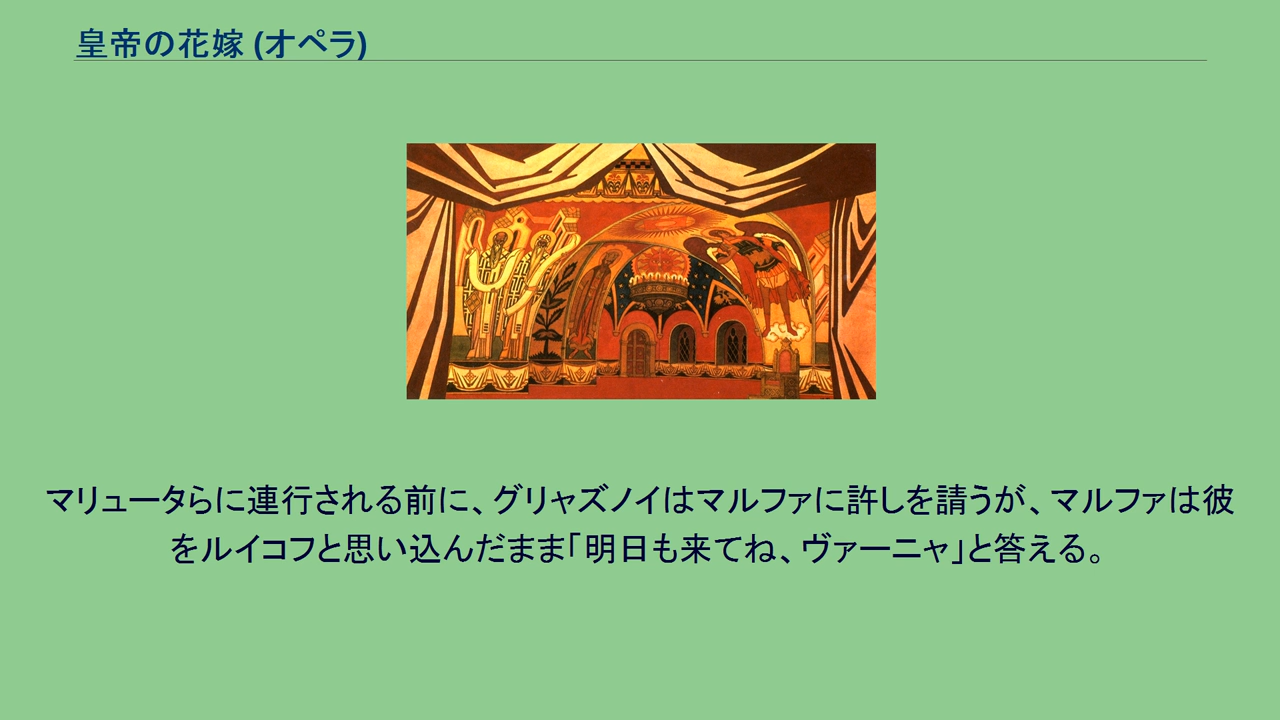 皇帝の花嫁 (オペラ)
マリュータらに連行される前に、グリャズノイはマルファに許しを請うが、マルファは彼
をルイコフと思い込んだまま「明日も来てね、ヴァーニャ」と答える。